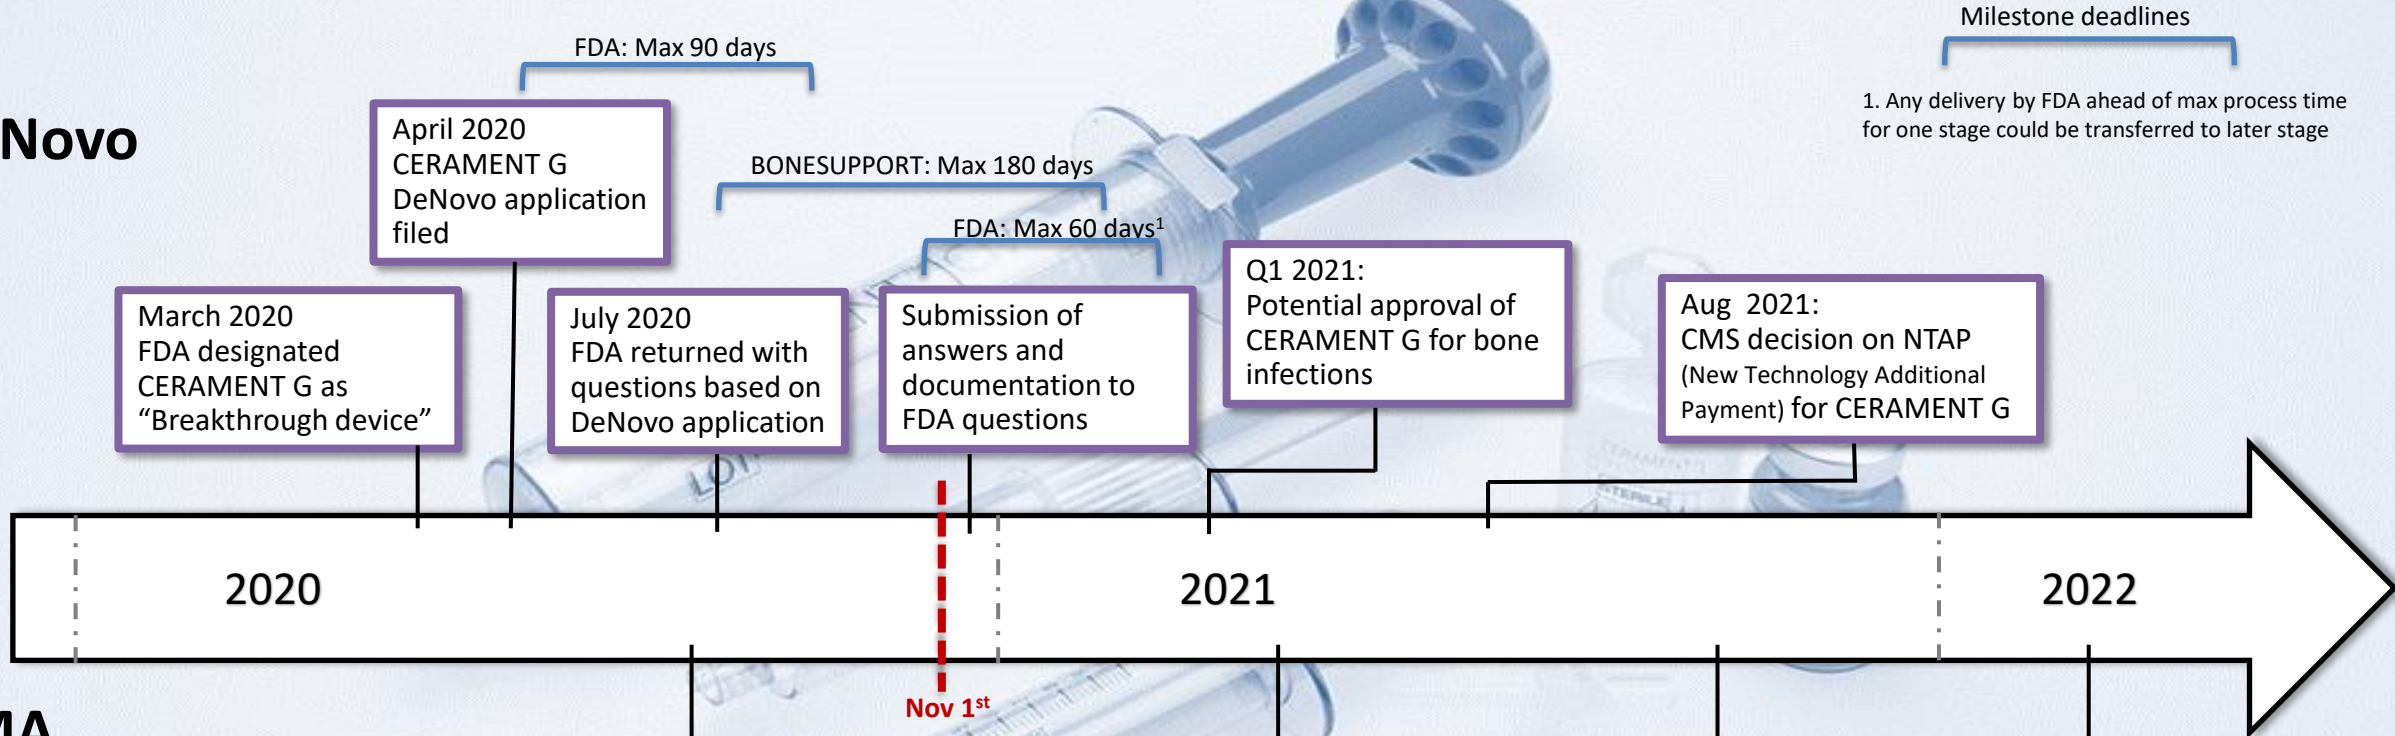 Milestone deadlines
1. Any delivery by FDA ahead of max process time
for one stage could be transferred to later stage
FDA: Max 90 days
Novo
April 2020
CERAMENT G
DeNovo application
filed
BONESUPPORT: Max 180 days
FDA: Max 60 days1
March 2020
FDA designated
CERAMENT G as
“Breakthrough device”
July 2020
FDA returned with
questions based on
DeNovo application
Submission of
answers and
documentation to
FDA questions
Q1 2021:
Potential approval of
CERAMENT G for bone
infections
Aug 2021:
CMS decision on NTAP
(New Technology Additional
Payment) for CERAMENT G
LOT
STERILE
2020
2021
2022
Nov 1st
MA